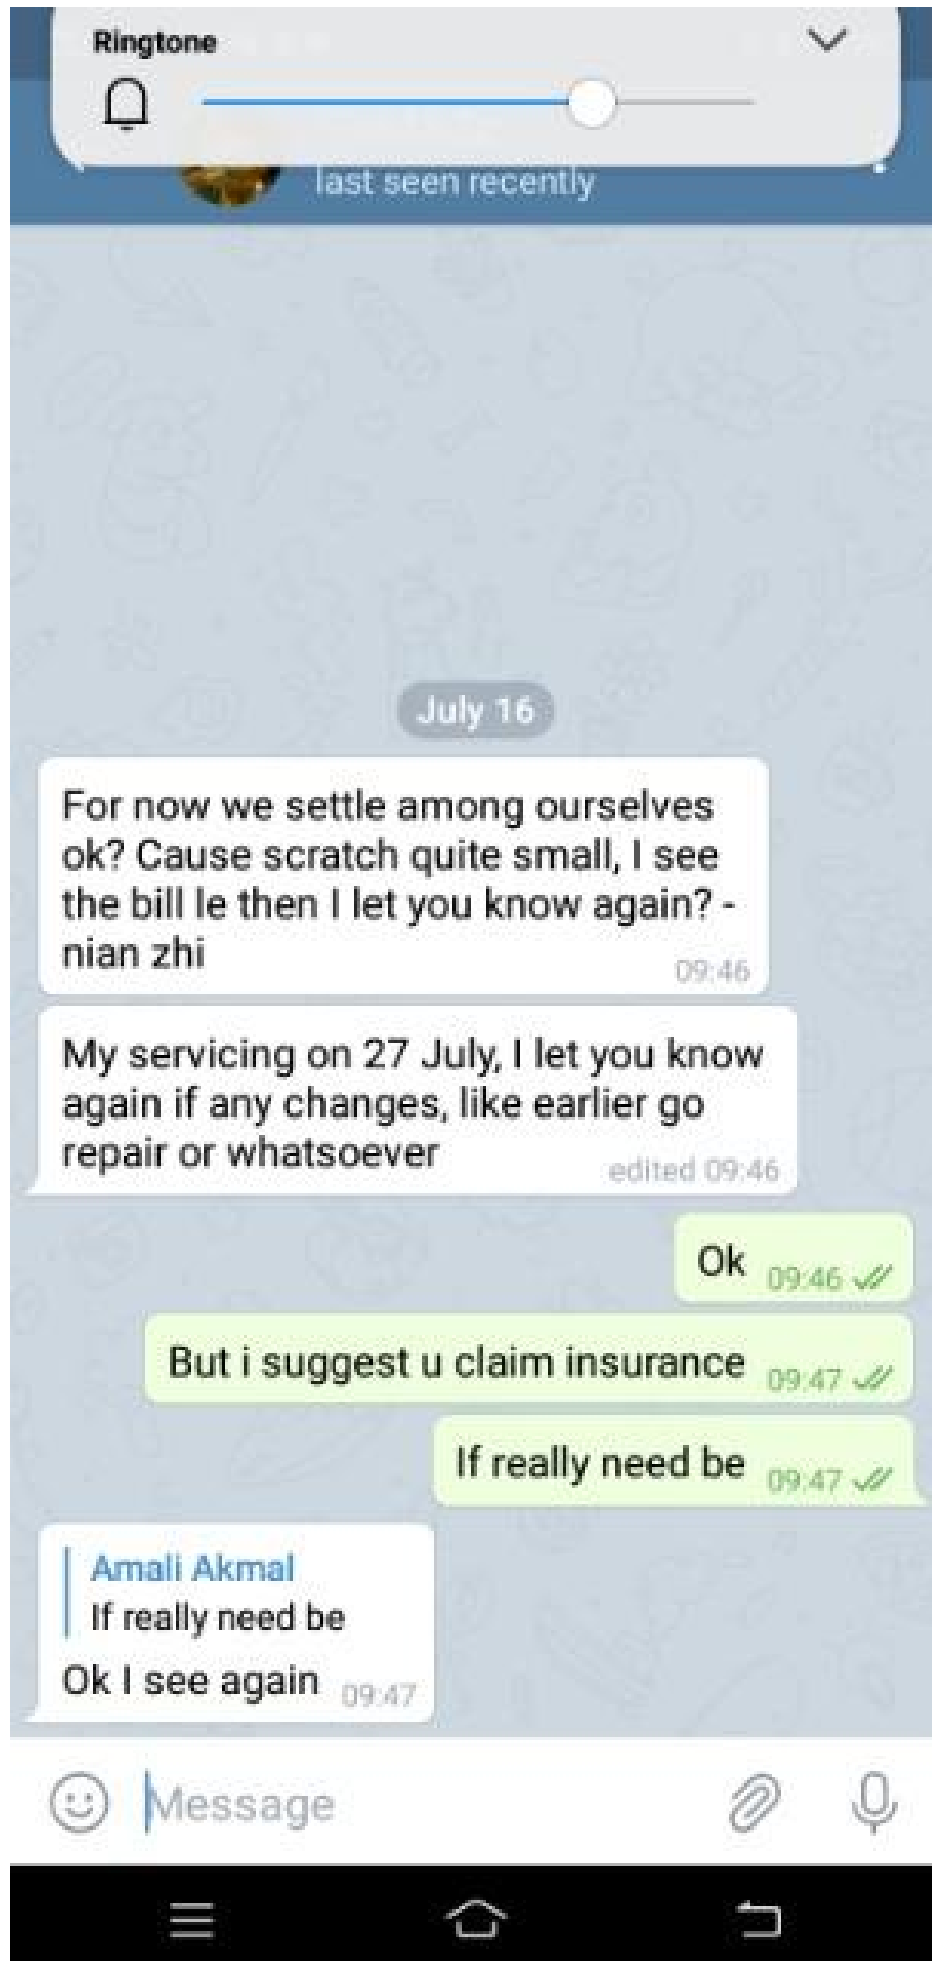 Ringtone
last seen recently
July 16
For now we settle among ourselves
ok? Cause scratch quite small, I see
the bill le then I let you know again? -
nian zhi
09:46
My servicing on 27 July, I let you know
again if any changes, like earlier go
repair or whatsoever
edited 09:46
Ok 09:46
But i suggest u claim insurance 09:47
If really need be 09:47
Amali Akmal
If really need be
Ok I see again 09:47
Message